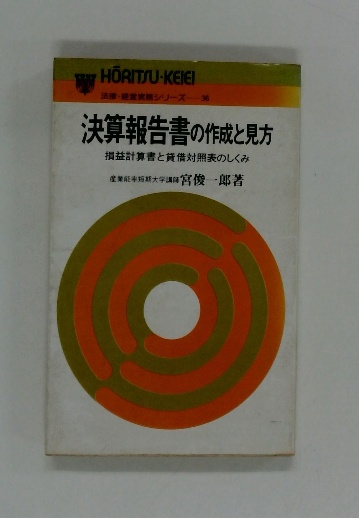 HŌRITSU·KEIEI
法律・経営実務シリーズ——36
決算報告書の作成と見方
損益計算書と貸借対照表のしくみ
産業能率短期大学講師 宮俊一郎著